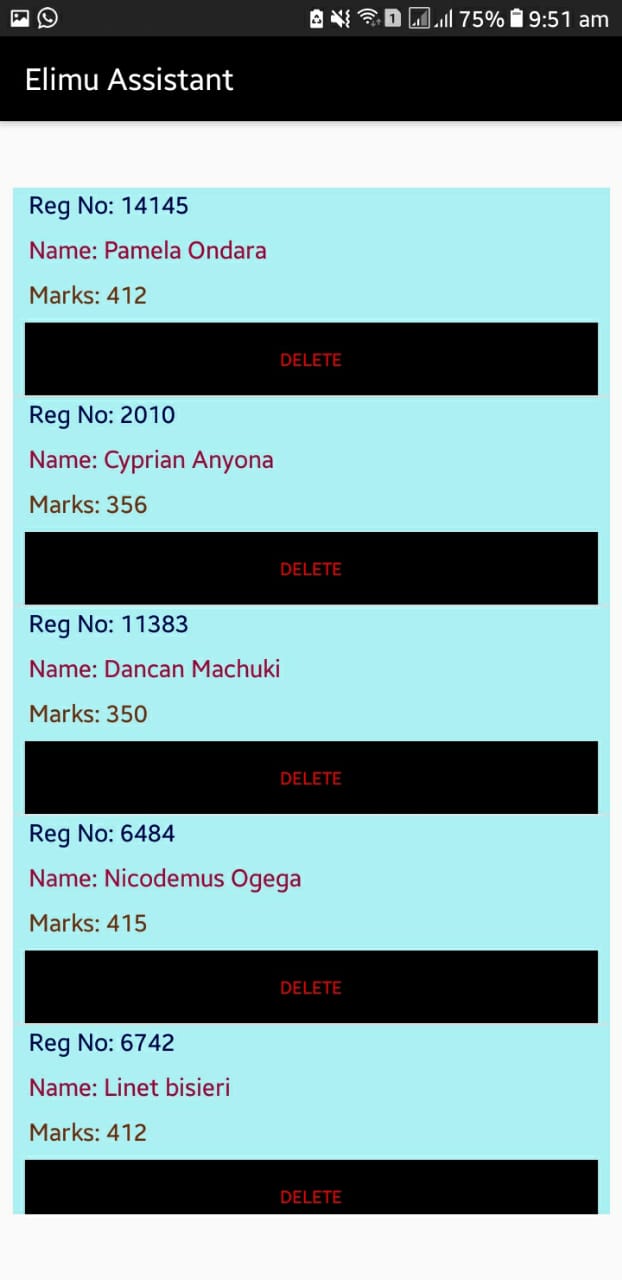 1 75% 9:51 am
Elimu Assistant
Reg No: 14145
Name: Pamela Ondara
Marks: 412
DELETE
Reg No: 2010
Name: Cyprian Anyona
Marks: 356
DELETE
Reg No: 11383
Name: Dancan Machuki
Marks: 350
DELETE
Reg No: 6484
Name: Nicodemus Ogega
Marks: 415
DELETE
Reg No: 6742
Name: Linet bisieri
Marks: 412
DELETE